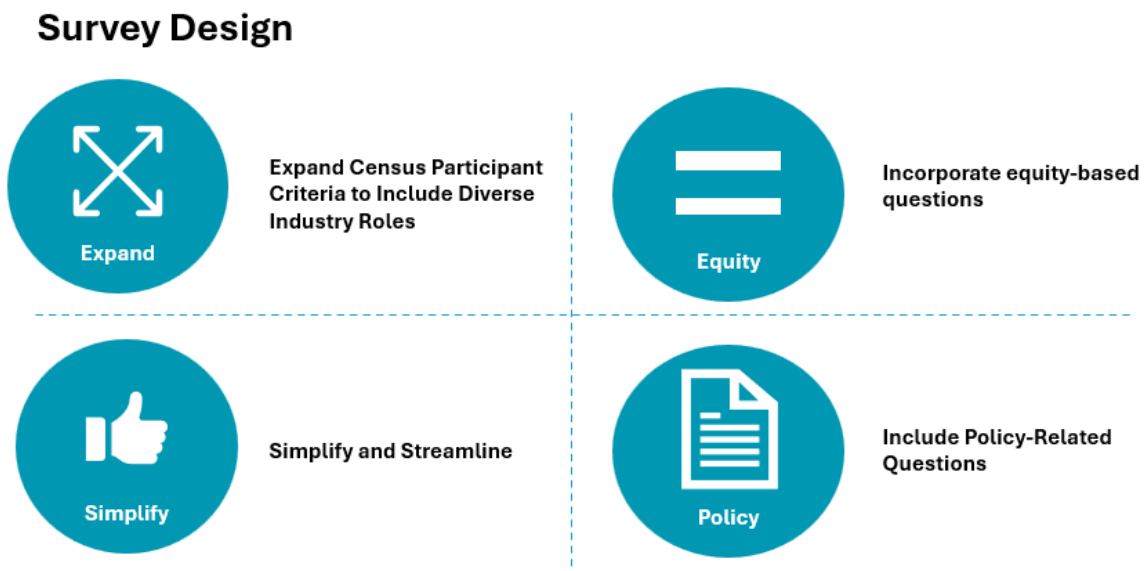 Survey Design
Expand
Expand Census Participant
Criteria to Include Diverse
Industry Roles
Equity
Incorporate equity-based
questions
Simplify
Simplify and Streamline
Policy
Include Policy-Related
Questions